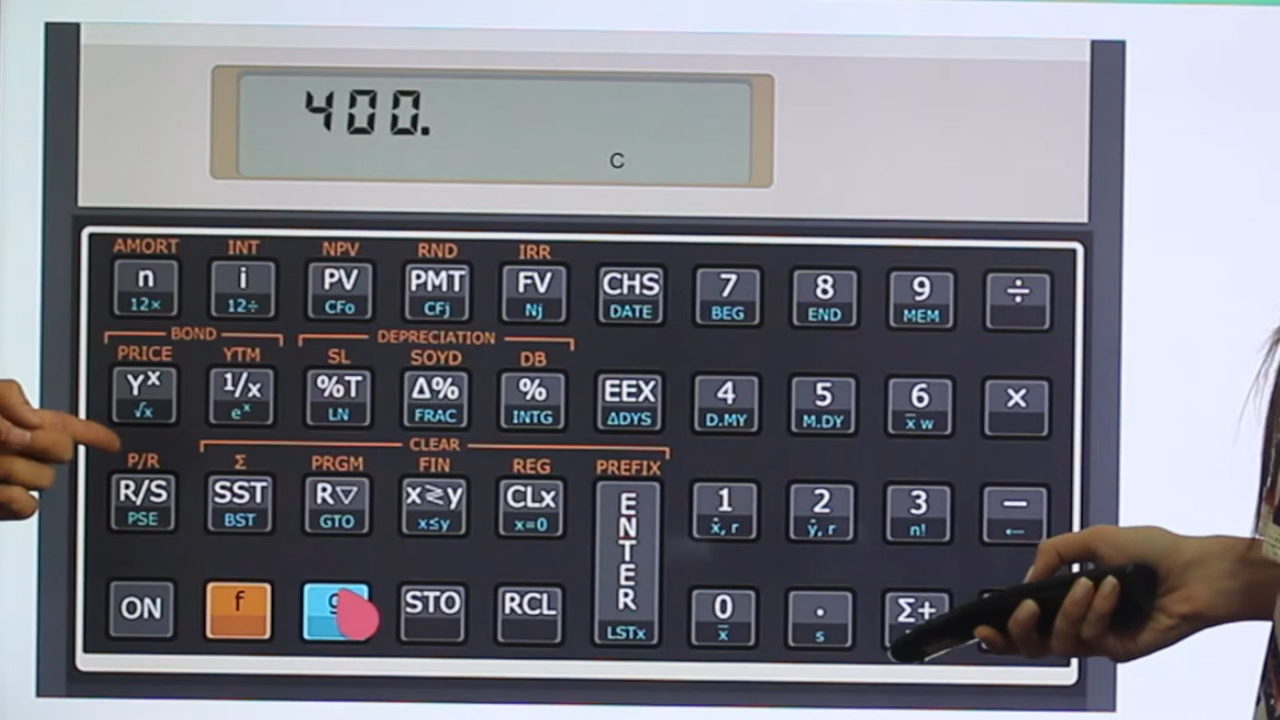 400.
C
AMORT INT NPV RND IRR
n i PV PMT FV CHS 7 8 9 ÷
12× 12÷ CFo CFj Nj DATE BEG END MEM
BOND DEPRECIATION
PRICE YTM SL SOYD DB
Yˣ 1/x %T Δ% % EEX 4 5 6 ×
√x eˣ LN FRAC INTG ΔDYS D.MY M.DY x̅ w
CLEAR
P/R Σ PRGM FIN REG PREFIX
R/S SST R▽ x≷y CLx ENTER 1 2 3 −
PSE BST GTO x≤y x=0 x̂, r ŷ, r n! ←
ON f g STO RCL 0 . Σ+
LSTx x̅ s